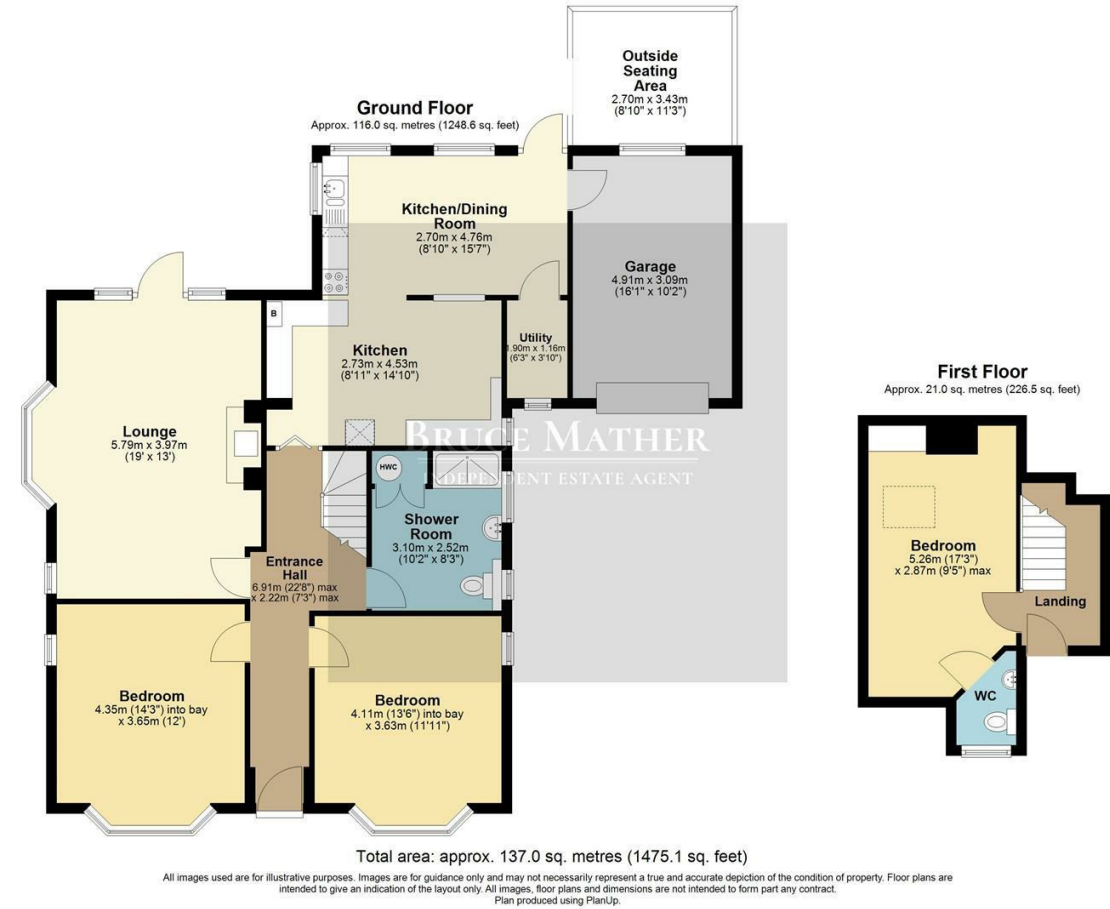 Outside
Seating
Area
2.70m x 3.43m
(8'10" x 11'3")
Ground Floor
Approx. 116.0 sq. metres (1248.6 sq. feet)
Kitchen/Dining
Room
2.70m x 4.76m
(8'10" x 15'7")
Garage
4.91m x 3.09m
(16'1" x 10'2")
B
Utility
1.90m x 1.16m
(6'3" x 3'10")
Kitchen
2.73m x 4.53m
(8'11" x 14'10")
Lounge
5.79m x 3.97m
(19' x 13')
BRUCE MATHER
INDEPENDENT ESTATE AGENT
HWC
Shower
Room
3.10m x 2.52m
(10'2" x 8'3")
Entrance
Hall
6.91m (22'8") max
x 2.22m (7'3") max
Bedroom
4.35m (14'3") into bay
x 3.65m (12')
Bedroom
4.11m (13'6") into bay
x 3.63m (11'11")
First Floor
Approx. 21.0 sq. metres (226.5 sq. feet)
Bedroom
5.26m (17'3")
x 2.87m (9'5") max
Landing
WC
Total area: approx. 137.0 sq. metres (1475.1 sq. feet)
All images used are for illustrative purposes. Images are for guidance only and may not necessarily represent a true and accurate depiction of the condition of property. Floor plans are
intended to give an indication of the layout only. All images, floor plans and dimensions are not intended to form part any contract.
Plan produced using PlanUp.